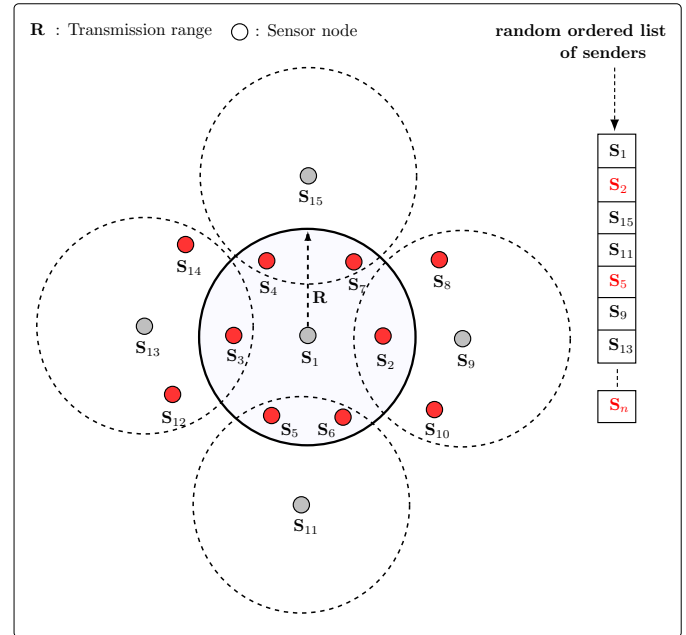 R : Transmission range
: Sensor node
random ordered list
of senders
S₁
S₂
S₁₅
S₁₁
S₅
S₉
S₁₃
Sₙ
S₁₅
S₁₄
S₄
S₇
S₈
R
S₁₃
S₃
S₁
S₂
S₉
S₁₂
S₅
S₆
S₁₀
S₁₁